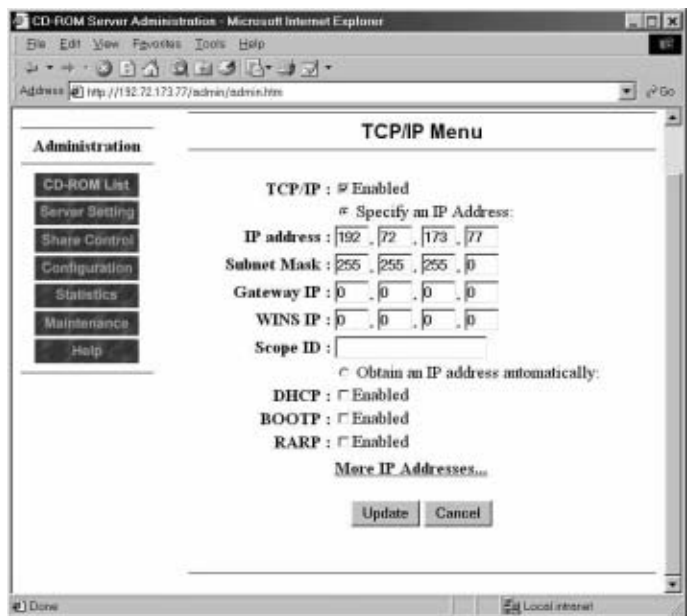 CD-ROM Server Administration - Microsoft Internet Explorer
File Edit View Favorites Tools Help
Address http://192.72.173.77/admin/admin.htm Go
Administration
CD-ROM List
Server Setting
Share Control
Configuration
Statistics
Maintenance
Help
TCP/IP Menu
TCP/IP : Enabled
Specify an IP Address:
IP address : 192 . 72 . 173 . 77
Subnet Mask : 255 . 255 . 255 . 0
Gateway IP : 0 . 0 . 0 . 0
WINS IP : 0 . 0 . 0 . 0
Scope ID :
Obtain an IP address automatically:
DHCP : Enabled
BOOTP : Enabled
RARP : Enabled
More IP Addresses...
Update Cancel
Done Local intranet